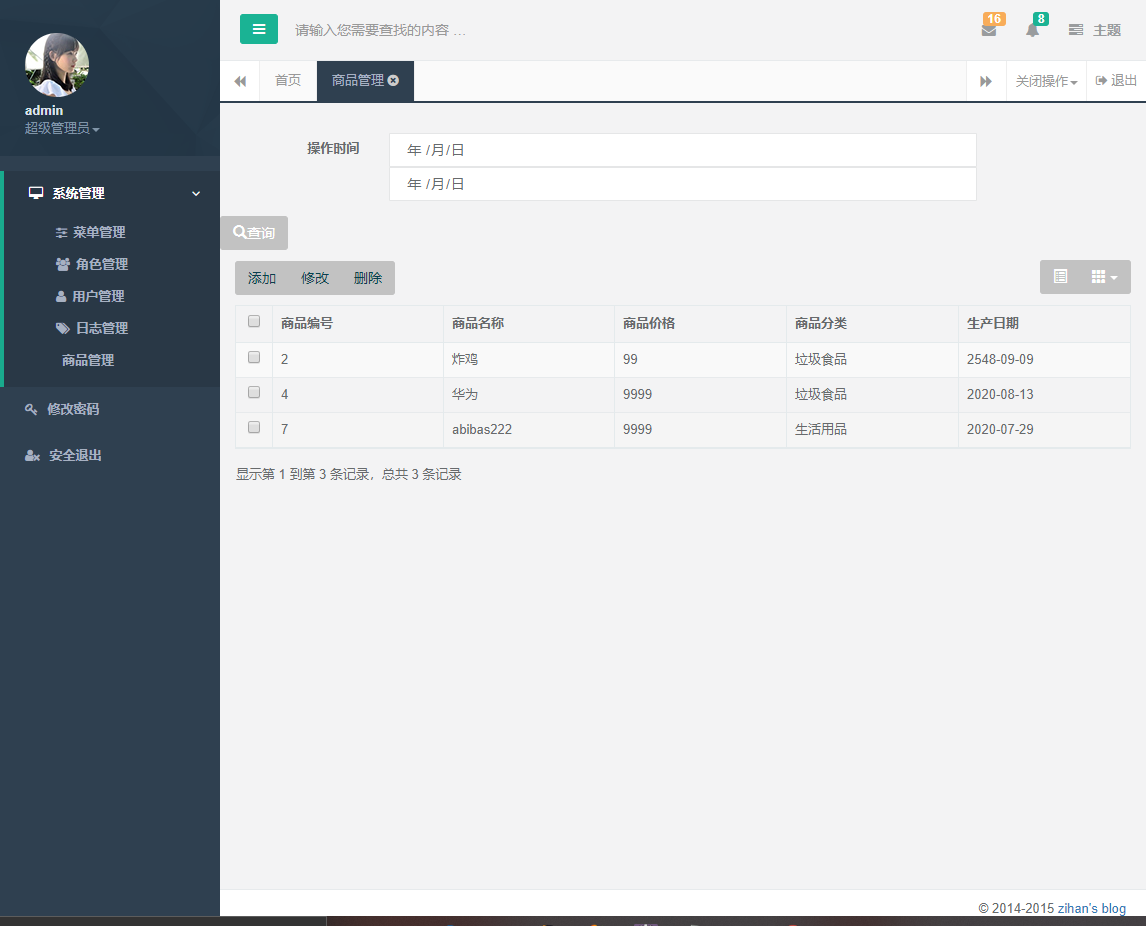 请输入您需要查找的内容 …
16
8
主题
admin
超级管理员
首页
商品管理
关闭操作
退出
系统管理
菜单管理
角色管理
用户管理
日志管理
商品管理
修改密码
安全退出
操作时间
年 /月/日
年 /月/日
查询
添加 修改 删除
商品编号 商品名称 商品价格 商品分类 生产日期
2 炸鸡 99 垃圾食品 2548-09-09
4 华为 9999 垃圾食品 2020-08-13
7 abibas222 9999 生活用品 2020-07-29
显示第 1 到第 3 条记录，总共 3 条记录
© 2014-2015 zihan's blog